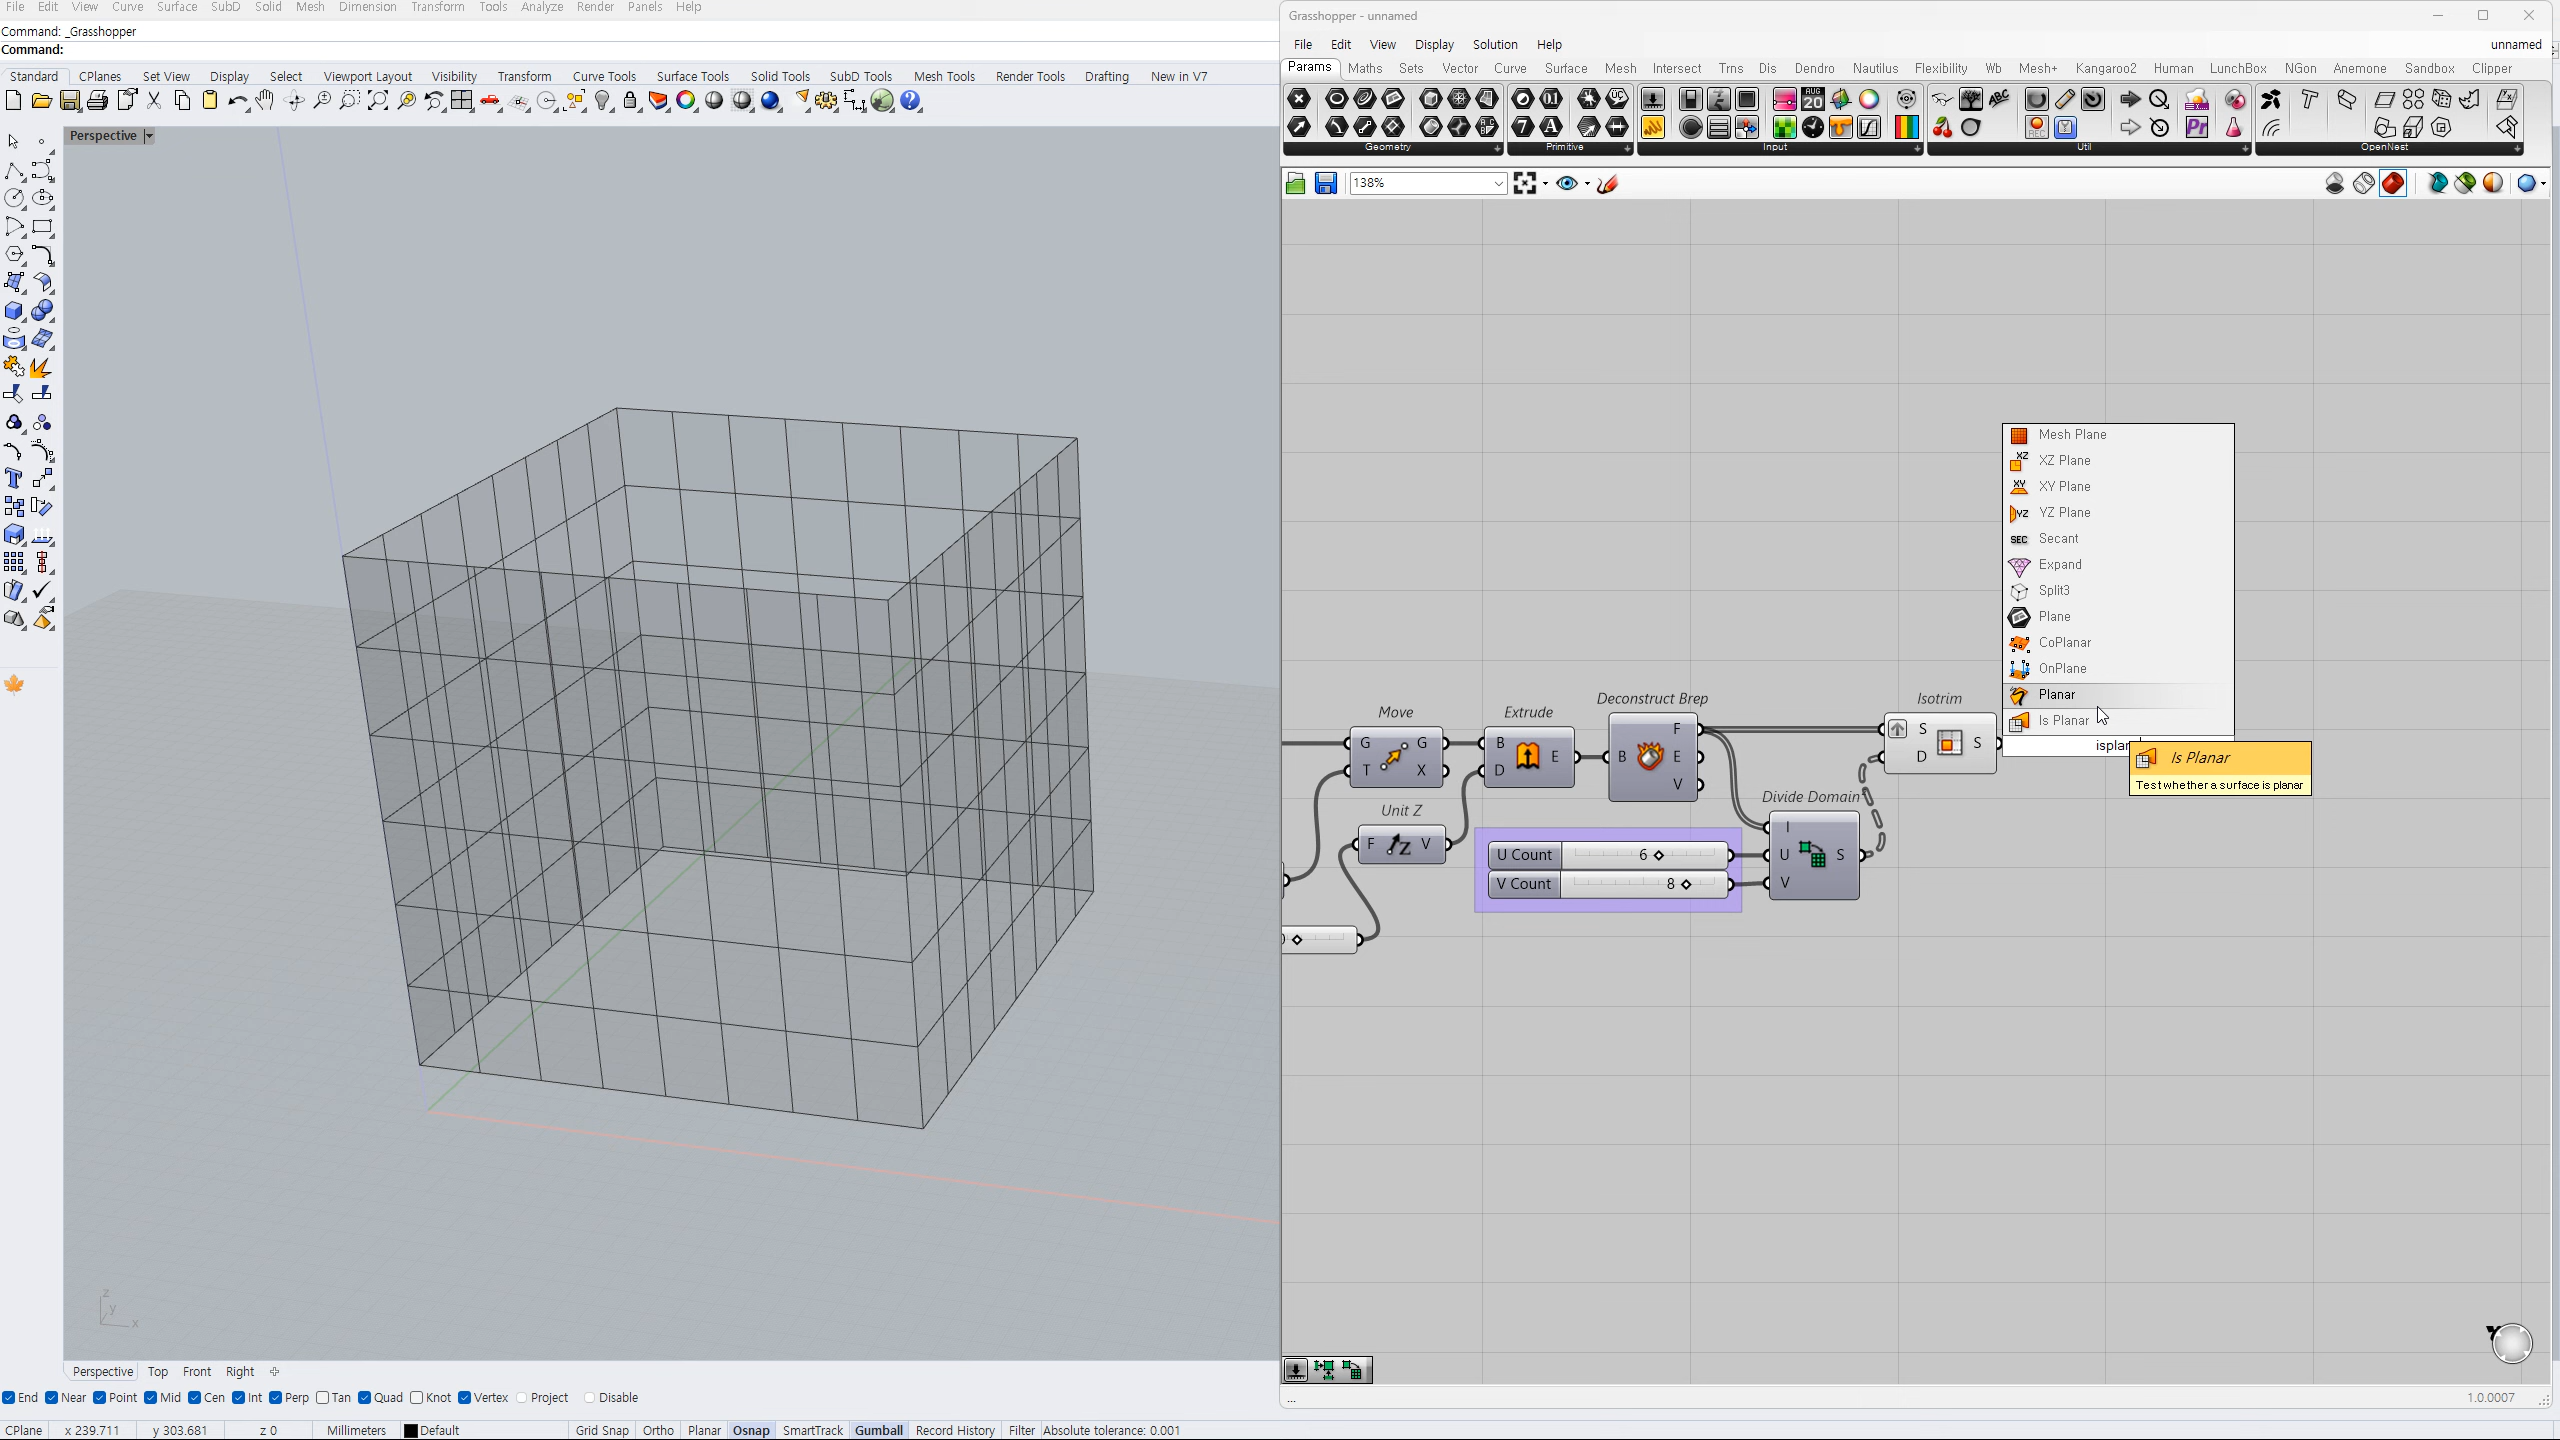 File Edit View Curve Surface SubD Solid Mesh Dimension Transform Tools Analyze Render Panels Help
Command: _Grasshopper
Command:
Standard CPlanes Set View Display Select Viewport Layout Visibility Transform Curve Tools Surface Tools Solid Tools SubD Tools Mesh Tools Render Tools Drafting New in V7
Perspective
z
y
x
Perspective Top Front Right
End Near Point Mid Cen Int Perp Tan Quad Knot Vertex Project Disable
CPlane x 239.711 y 303.681 z 0 Millimeters Default Grid Snap Ortho Planar Osnap SmartTrack Gumball Record History Filter Absolute tolerance: 0.001
Grasshopper - unnamed
File Edit View Display Solution Help unnamed
Params Maths Sets Vector Curve Surface Mesh Intersect Trns Dis Dendro Nautilus Flexibility Wb Mesh+ Kangaroo2 Human LunchBox NGon Anemone Sandbox Clipper
Geometry Primitive Input Util OpenNest
138%
Mesh Plane
XZ Plane
XY Plane
YZ Plane
SEC Secant
Expand
Split3
Plane
CoPlanar
OnPlane
Planar
Is Planar
isplan
Is Planar
Test whether a surface is planar
Move
G G
T X
Extrude
B E
D
Deconstruct Brep
B F
E
V
Isotrim
S S
D
Unit Z
F V
Divide Domain²
I
U S
V
U Count 6
V Count 8
...
1.0.0007